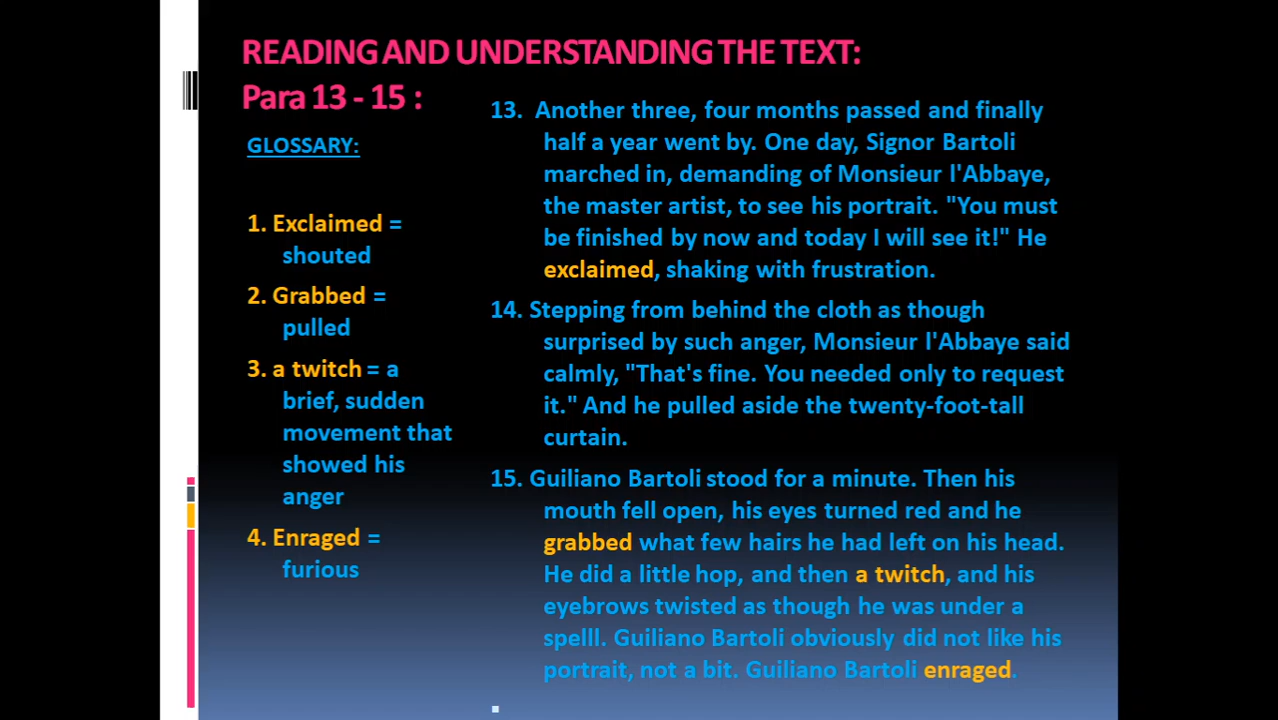 READING AND UNDERSTANDING THE TEXT:
Para 13 - 15 :
GLOSSARY:
1. Exclaimed =
shouted
2. Grabbed =
pulled
3. a twitch = a
brief, sudden
movement that
showed his
anger
4. Enraged =
furious
13. Another three, four months passed and finally
half a year went by. One day, Signor Bartoli
marched in, demanding of Monsieur l'Abbaye,
the master artist, to see his portrait. "You must
be finished by now and today I will see it!" He
exclaimed, shaking with frustration.
14. Stepping from behind the cloth as though
surprised by such anger, Monsieur l'Abbaye said
calmly, "That's fine. You needed only to request
it." And he pulled aside the twenty-foot-tall
curtain.
15. Guiliano Bartoli stood for a minute. Then his
mouth fell open, his eyes turned red and he
grabbed what few hairs he had left on his head.
He did a little hop, and then a twitch, and his
eyebrows twisted as though he was under a
spelll. Guiliano Bartoli obviously did not like his
portrait, not a bit. Guiliano Bartoli enraged.